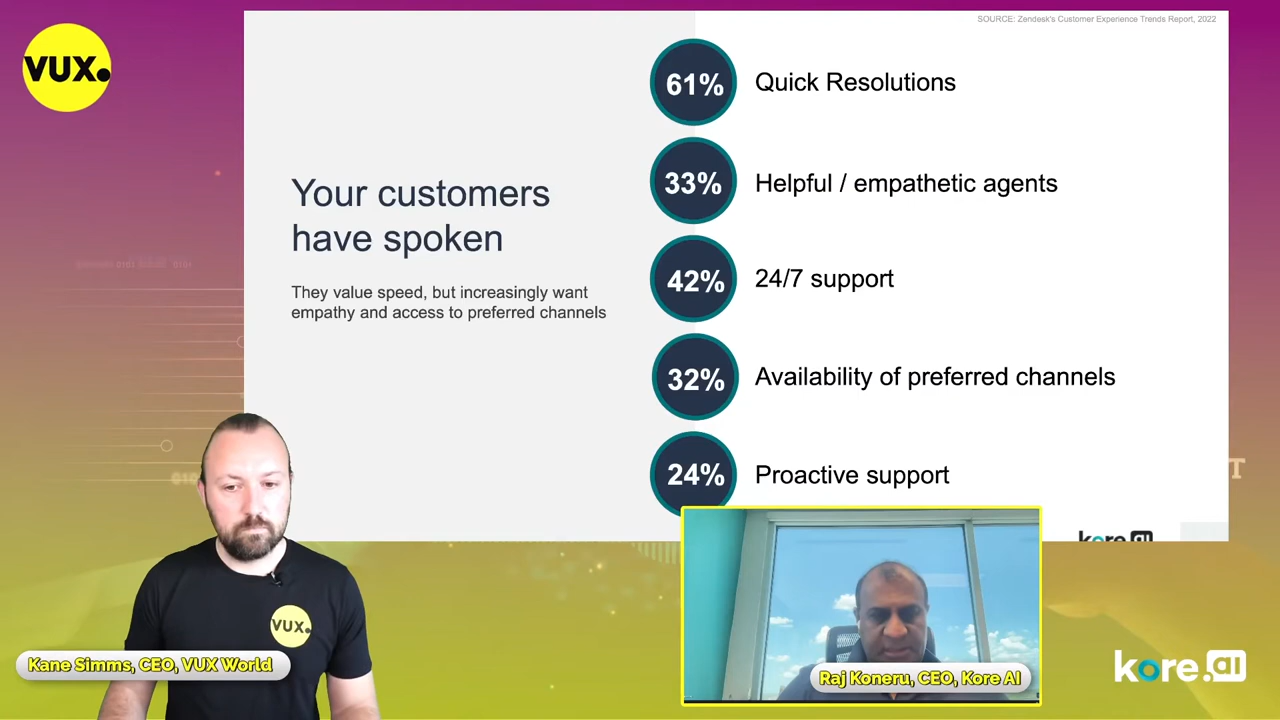 SOURCE: Zendesk's Customer Experience Trends Report, 2022
VUX.
61%
Quick Resolutions
33%
Helpful / empathetic agents
Your customers
have spoken
42%
24/7 support
They value speed, but increasingly want
empathy and access to preferred channels
32%
Availability of preferred channels
24%
Proactive support
kore.ai
VUX.
Kane Simms, CEO, VUX World
Raj Koneru, CEO, Kore AI
kore.ai